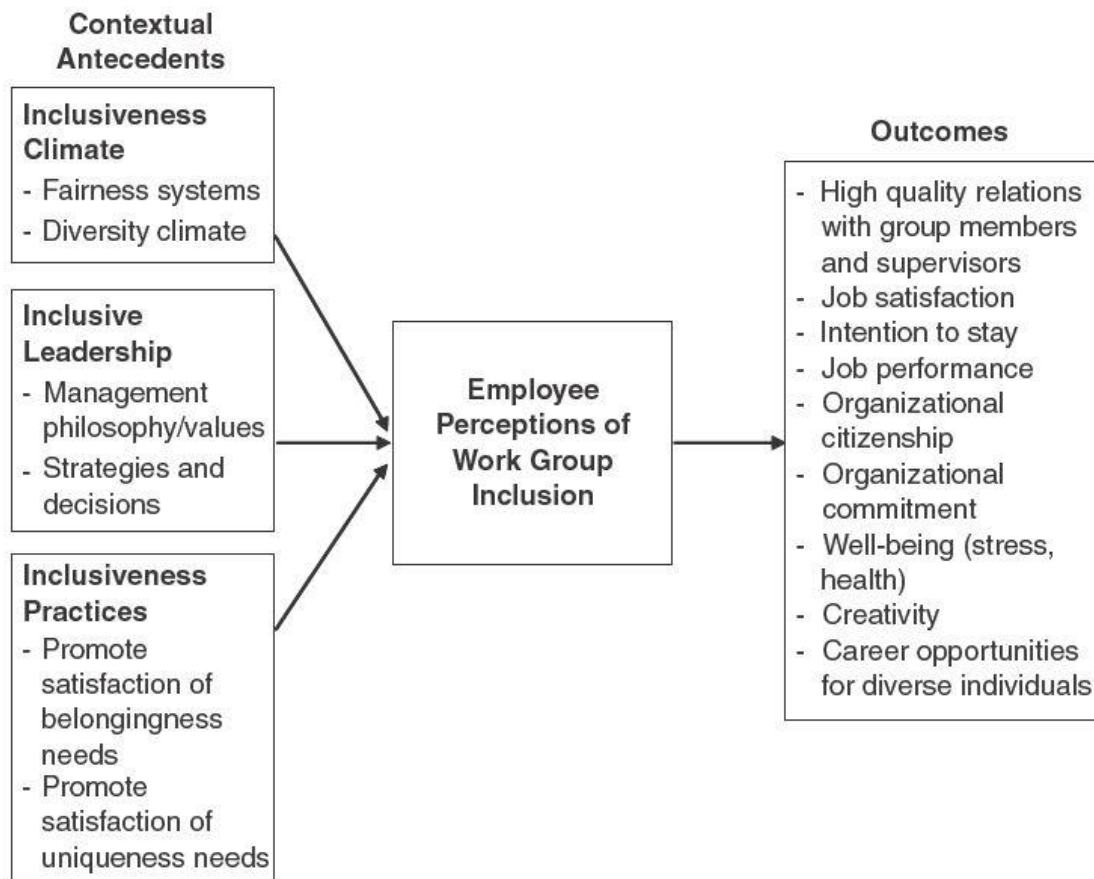 Contextual
Antecedents
Inclusiveness
Climate
- Fairness systems
- Diversity climate
Inclusive
Leadership
- Management
philosophy/values
- Strategies and
decisions
Inclusiveness
Practices
- Promote
satisfaction of
belongingness
needs
- Promote
satisfaction of
uniqueness needs
Employee
Perceptions of
Work Group
Inclusion
Outcomes
- High quality relations
with group members
and supervisors
- Job satisfaction
- Intention to stay
- Job performance
- Organizational
citizenship
- Organizational
commitment
- Well-being (stress,
health)
- Creativity
- Career opportunities
for diverse individuals